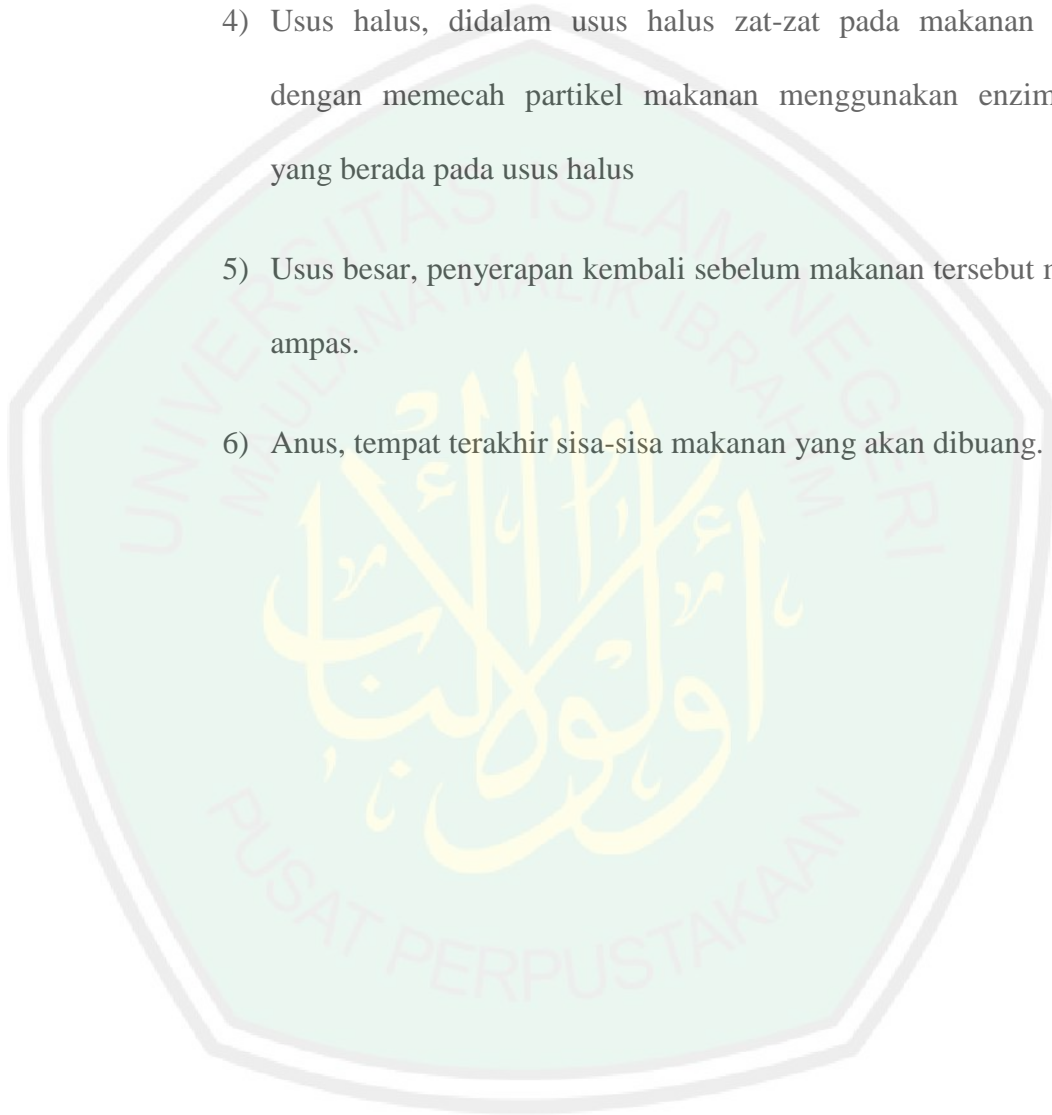 4) Usus halus, didalam usus halus zat-zat pada makanan
dengan memecah partikel makanan menggunakan enzim
yang berada pada usus halus
5) Usus besar, penyerapan kembali sebelum makanan tersebut
ampas.
6) Anus, tempat terakhir sisa-sisa makanan yang akan dibuang.
UNIVERSITAS ISLAM NEGERI
MAULANA MALIK IBRAHIM
أولو الألباب
PUSAT PERPUSTAKAAN